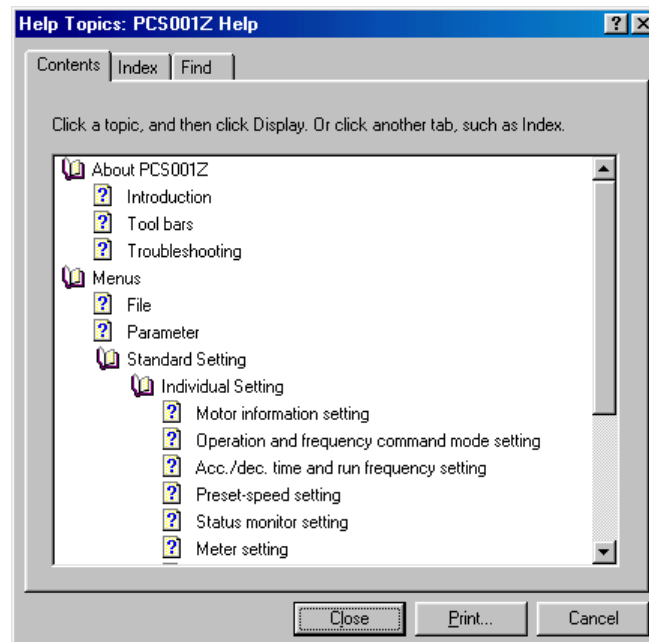 Help Topics: PCS001Z Help
Contents Index Find
Click a topic, and then click Display. Or click another tab, such as Index.
About PCS001Z
Introduction
Tool bars
Troubleshooting
Menus
File
Parameter
Standard Setting
Individual Setting
Motor information setting
Operation and frequency command mode setting
Acc./dec. time and run frequency setting
Preset-speed setting
Status monitor setting
Meter setting
Close Print... Cancel